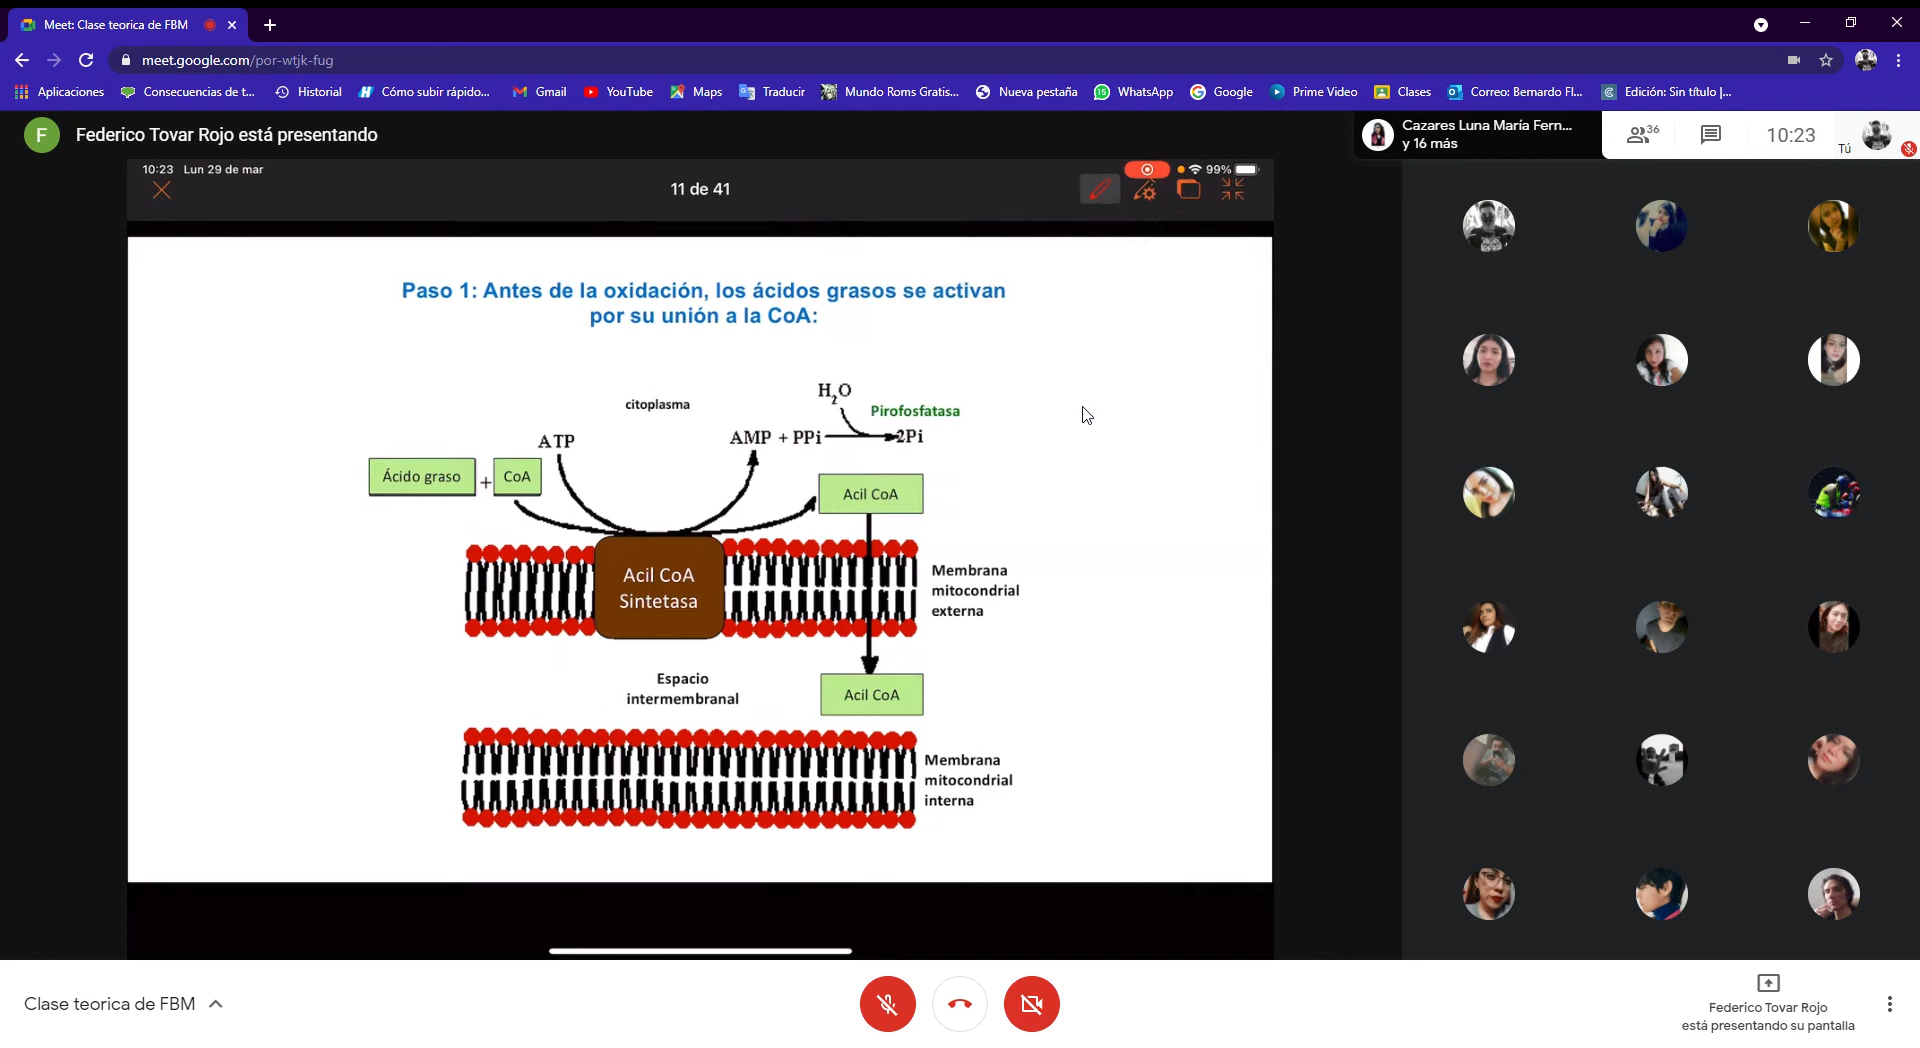 Meet: Clase teorica de FBM
meet.google.com/por-wtjk-fug
Aplicaciones
Consecuencias de t...
Historial
Cómo subir rápido...
Gmail
YouTube
Maps
Traducir
Mundo Roms Gratis...
Nueva pestaña
WhatsApp
Google
Prime Video
Clases
Correo: Bernardo Fl...
Edición: Sin título |...
F
Federico Tovar Rojo está presentando
Cazares Luna María Fern...
y 16 más
36
10:23
Tú
10:23 Lun 29 de mar
99%
11 de 41
Paso 1: Antes de la oxidación, los ácidos grasos se activan
por su unión a la CoA:
citoplasma
H2O
Pirofosfatasa
ATP
AMP + PPi
2Pi
Ácido graso
+
CoA
Acil CoA
Acil CoA
Sintetasa
Membrana
mitocondrial
externa
Espacio
intermembranal
Acil CoA
Membrana
mitocondrial
interna
Clase teorica de FBM
Federico Tovar Rojo
está presentando su pantalla